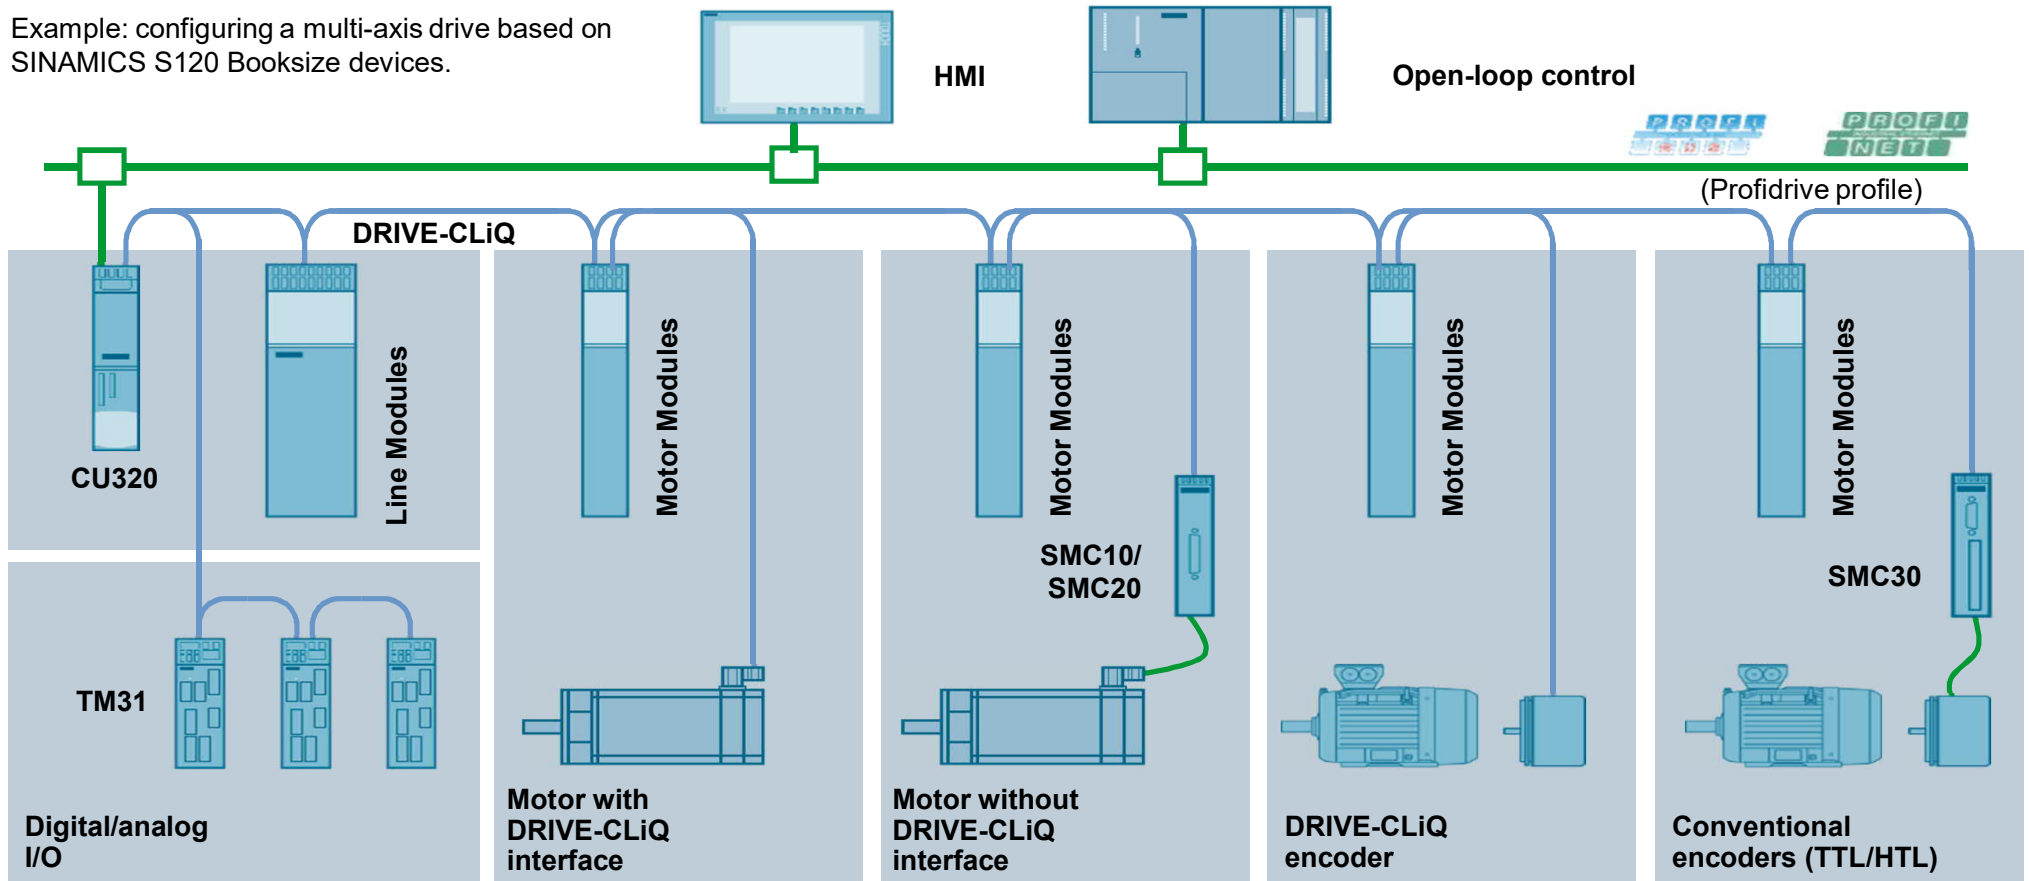 Example: configuring a multi-axis drive based on
SINAMICS S120 Booksize devices.
HMI
Open-loop control
PROFI
PROFI
NET
(Profidrive profile)
DRIVE-CLiQ
CU320
Line Modules
Motor Modules
Motor Modules
SMC10/
SMC20
Motor Modules
Motor Modules
SMC30
TM31
Digital/analog
I/O
Motor with
DRIVE-CLiQ
interface
Motor without
DRIVE-CLiQ
interface
DRIVE-CLiQ
encoder
Conventional
encoders (TTL/HTL)